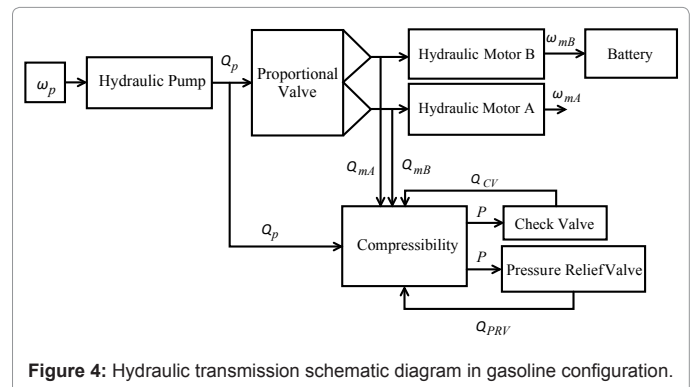 ω_mB
Q_p
Hydraulic Motor B
Battery
ω_p
Hydraulic Pump
Proportional
Valve
ω_mA
Hydraulic Motor A
Q_mA
Q_mB
Q_CV
P
Check Valve
Q_p
Compressibility
P
Pressure ReliefValve
Q_PRV
Figure 4: Hydraulic transmission schematic diagram in gasoline configuration.